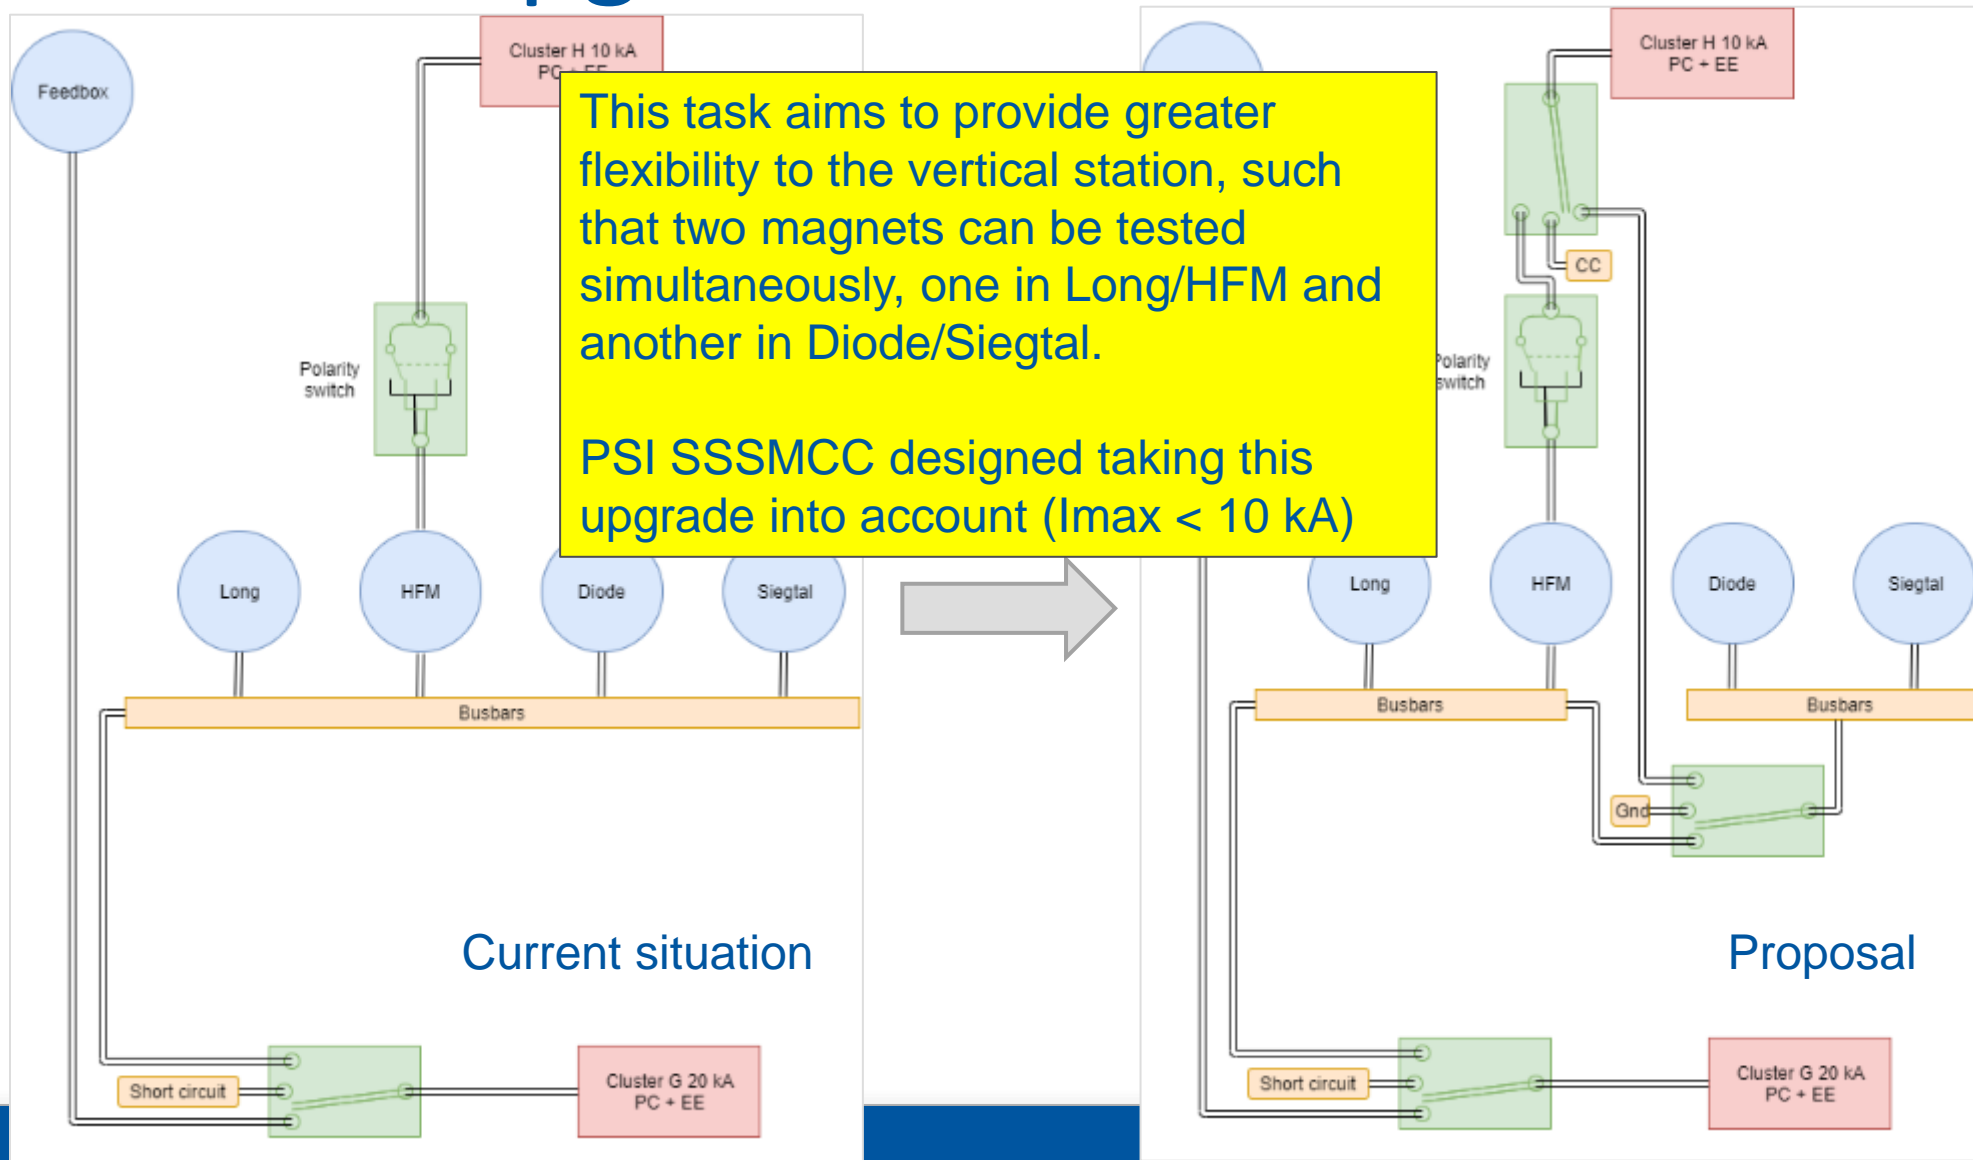 Cluster H 10 kA
PC + EE
Feedbox
Polarity
switch
Long
HFM
Diode
Siegtal
Busbars
Current situation
Short circuit
Cluster G 20 kA
PC + EE
This task aims to provide greater
flexibility to the vertical station, such
that two magnets can be tested
simultaneously, one in Long/HFM and
another in Diode/Siegtal.
PSI SSSMCC designed taking this
upgrade into account (Imax < 10 kA)
Cluster H 10 kA
PC + EE
CC
Polarity
switch
Long
HFM
Diode
Siegtal
Busbars
Busbars
Gnd
Proposal
Short circuit
Cluster G 20 kA
PC + EE